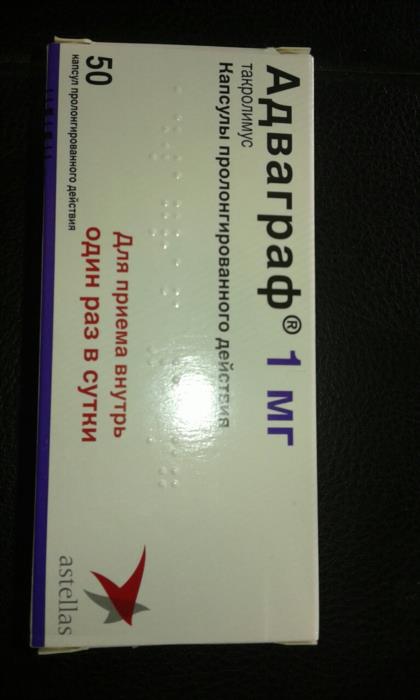 Адваграф® 1 мг
такролимус
Капсулы пролонгированного действия
Для приема внутрь
один раз в сутки
50
капсул пролонгированного действия
astellas